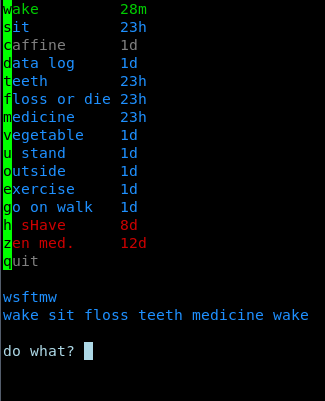 wake 28m
sit 23h
caffine 1d
data log 1d
teeth 23h
floss or die 23h
medicine 23h
vegetable 1d
u stand 1d
outside 1d
exercise 1d
go on walk 1d
h sHave 8d
zen med. 12d
quit
wsftmw
wake sit floss teeth medicine wake
do what?